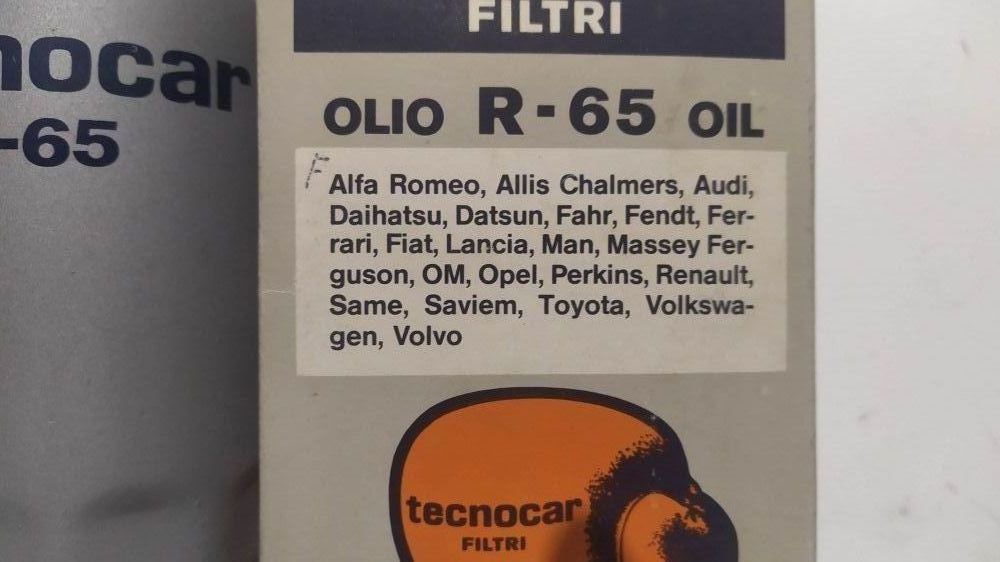 FILTRI
nocar
-65
OLIO R-65 OIL
F
Alfa Romeo, Allis Chalmers, Audi,
Daihatsu, Datsun, Fahr, Fendt, Fer-
rari, Fiat, Lancia, Man, Massey Fer-
guson, OM, Opel, Perkins, Renault,
Same, Saviem, Toyota, Volkswa-
gen, Volvo
tecnocar
FILTRI